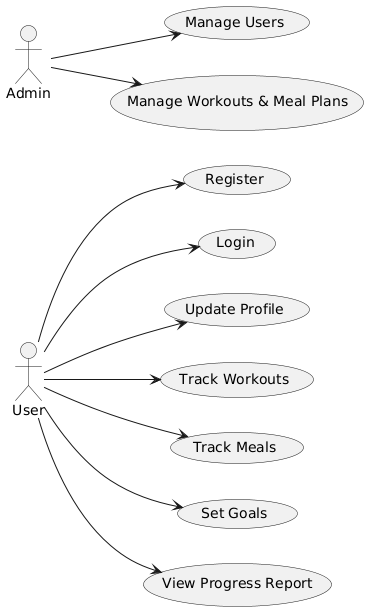 Manage Users
Admin
Manage Workouts & Meal Plans
Register
Login
Update Profile
Track Workouts
User
Track Meals
Set Goals
View Progress Report